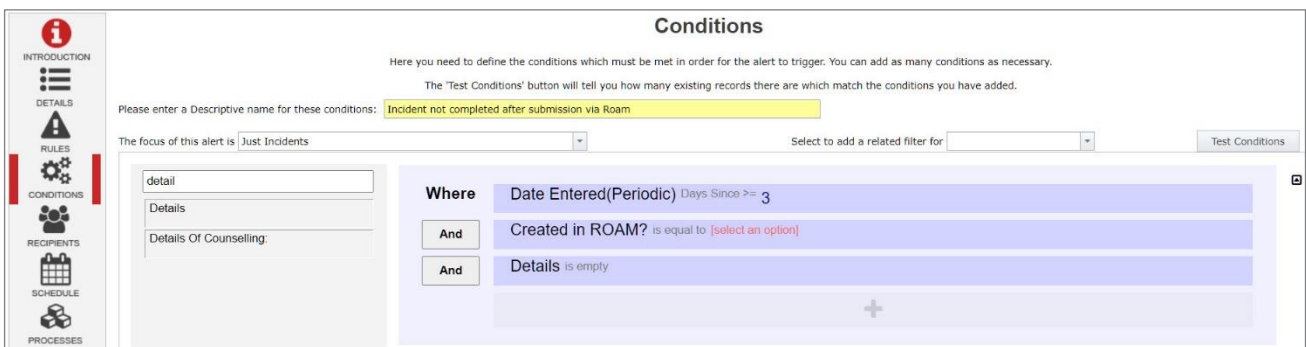 Conditions
INTRODUCTION
Here you need to define the conditions which must be met in order for the alert to trigger. You can add as many conditions as necessary.
The 'Test Conditions' button will tell you how many existing records there are which match the conditions you have added.
DETAILS
Please enter a Descriptive name for these conditions: Incident not completed after submission via Roam
RULES
The focus of this alert is Just Incidents Select to add a related filter for Test Conditions
CONDITIONS
detail
Where Date Entered(Periodic) Days Since >= 3
Details
And Created in ROAM? is equal to [select an option]
Details Of Counselling:
RECIPIENTS
And Details is empty
SCHEDULE
PROCESSES